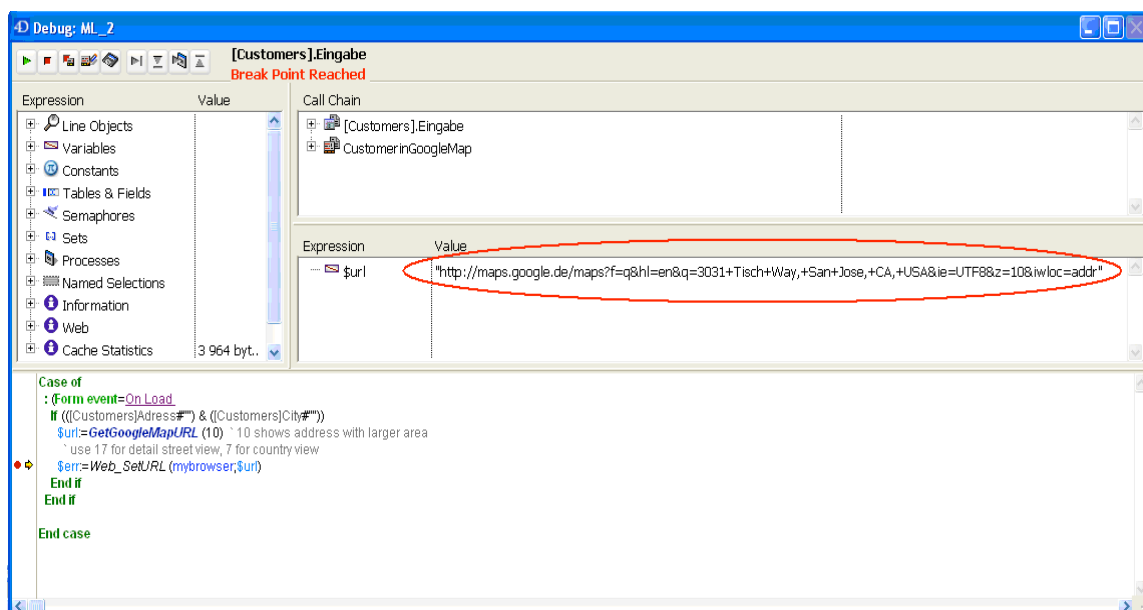 4D Debug: ML_2
[Customers].Eingabe
Break Point Reached
Expression Value
Line Objects
Variables
Constants
Tables & Fields
Semaphores
Sets
Processes
Named Selections
Information
Web
Cache Statistics 3 964 byt..
Call Chain
[Customers].Eingabe
CustomerinGoogleMap
Expression Value
$url "http://maps.google.de/maps?f=q&hl=en&q=3031+Tisch+Way,+San+Jose,+CA,+USA&ie=UTF8&z=10&iwloc=addr"
Case of
: (Form event=On Load
If (([Customers]Adress#"") & ([Customers]City#""))
$url:=GetGoogleMapURL (10) ` 10 shows address with larger area
` use 17 for detail street view, 7 for country view
$err:=Web_SetURL (mybrowser;$url)
End if
End if
End case